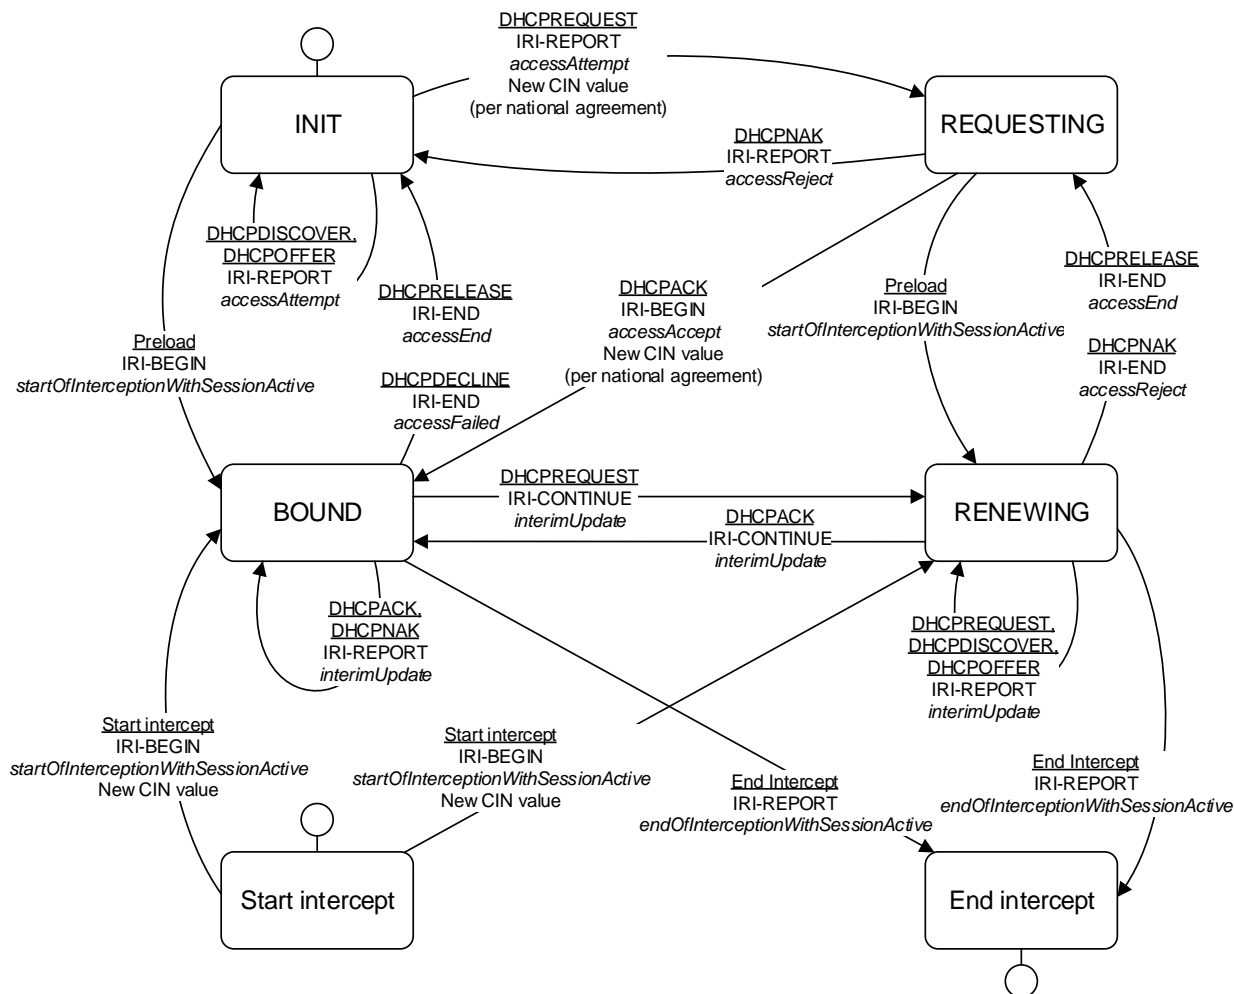 DHCPREQUEST
IRI-REPORT
accessAttempt
New CIN value
(per national agreement)
INIT
REQUESTING
DHCPNAK
IRI-REPORT
accessReject
DHCPDISCOVER,
DHCPOFFER
IRI-REPORT
accessAttempt
DHCPRELEASE
IRI-END
accessEnd
DHCPACK
IRI-BEGIN
accessAccept
New CIN value
(per national agreement)
Preload
IRI-BEGIN
startOfInterceptionWithSessionActive
DHCPRELEASE
IRI-END
accessEnd
Preload
IRI-BEGIN
startOfInterceptionWithSessionActive
DHCPDECLINE
IRI-END
accessFailed
DHCPNAK
IRI-END
accessReject
BOUND
DHCPREQUEST
IRI-CONTINUE
interimUpdate
DHCPACK
IRI-CONTINUE
interimUpdate
RENEWING
DHCPACK,
DHCPNAK
IRI-REPORT
interimUpdate
DHCPREQUEST,
DHCPDISCOVER,
DHCPOFFER
IRI-REPORT
interimUpdate
Start intercept
IRI-BEGIN
startOfInterceptionWithSessionActive
New CIN value
Start intercept
IRI-BEGIN
startOfInterceptionWithSessionActive
New CIN value
End Intercept
IRI-REPORT
endOfInterceptionWithSessionActive
End Intercept
IRI-REPORT
endOfInterceptionWithSessionActive
Start intercept
End intercept